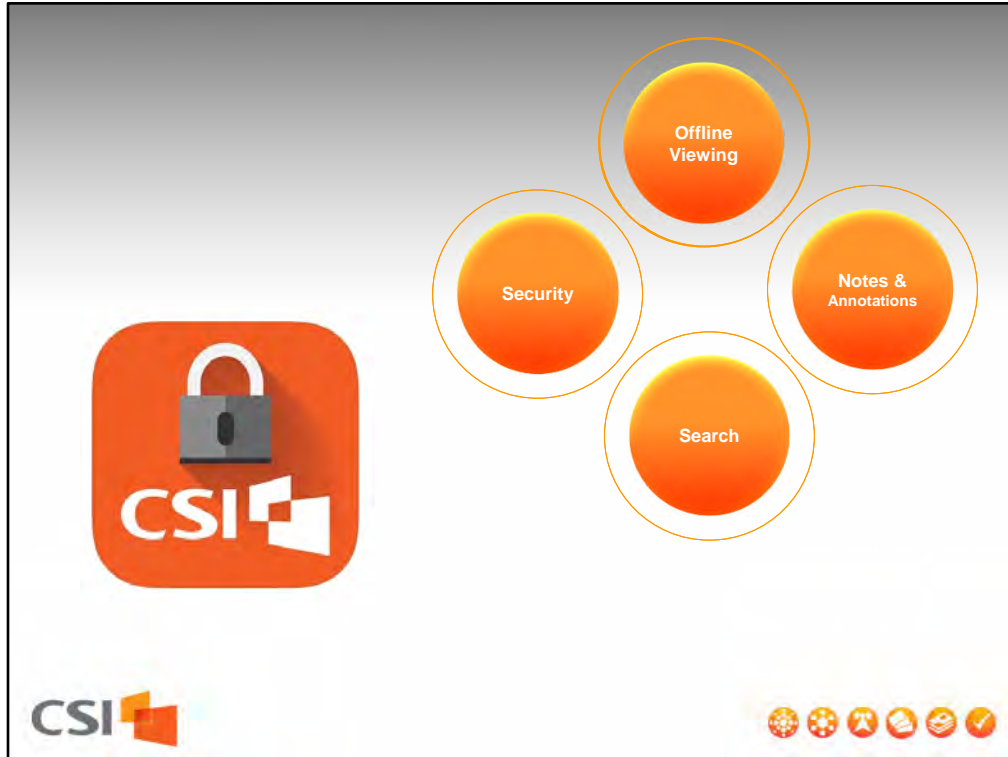 Offline
Viewing
Security
Notes &
Annotations
Search
CSI
CSI